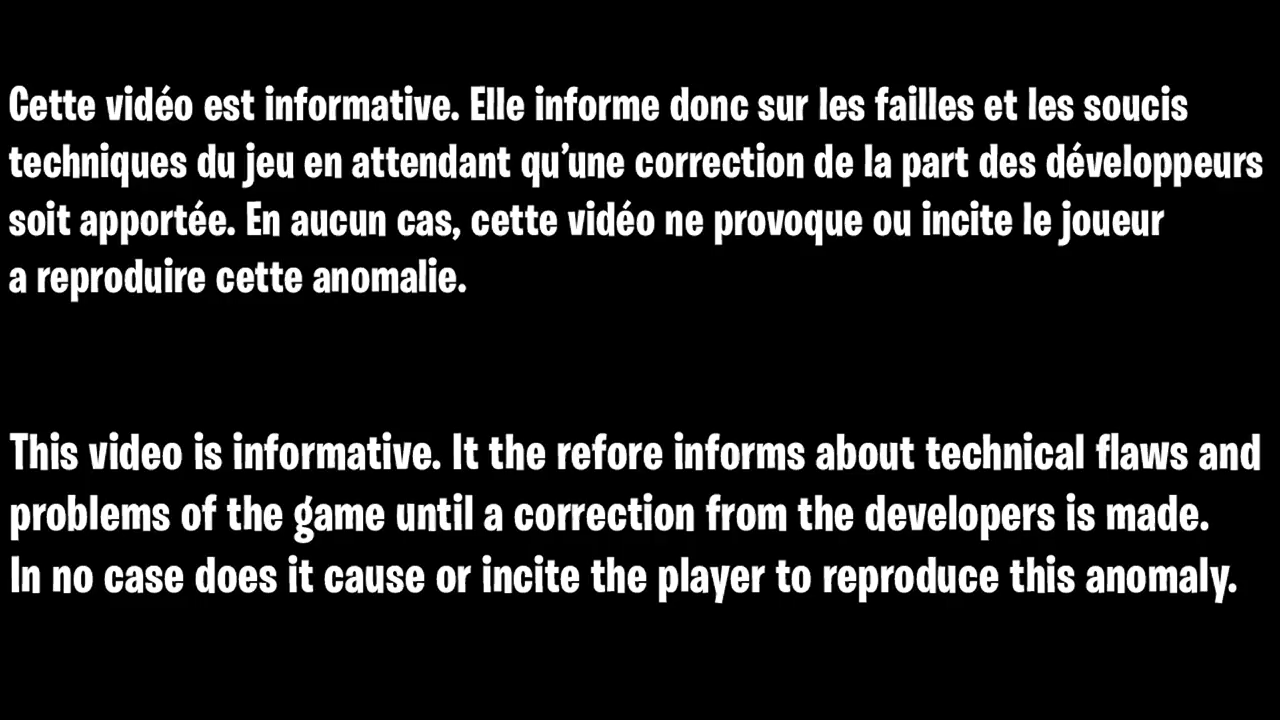 Cette vidéo est informative. Elle informe donc sur les failles et les soucis
techniques du jeu en attendant qu'une correction de la part des développeurs
soit apportée. En aucun cas, cette vidéo ne provoque ou incite le joueur
a reproduire cette anomalie.
This video is informative. It the refore informs about technical flaws and
problems of the game until a correction from the developers is made.
In no case does it cause or incite the player to reproduce this anomaly.